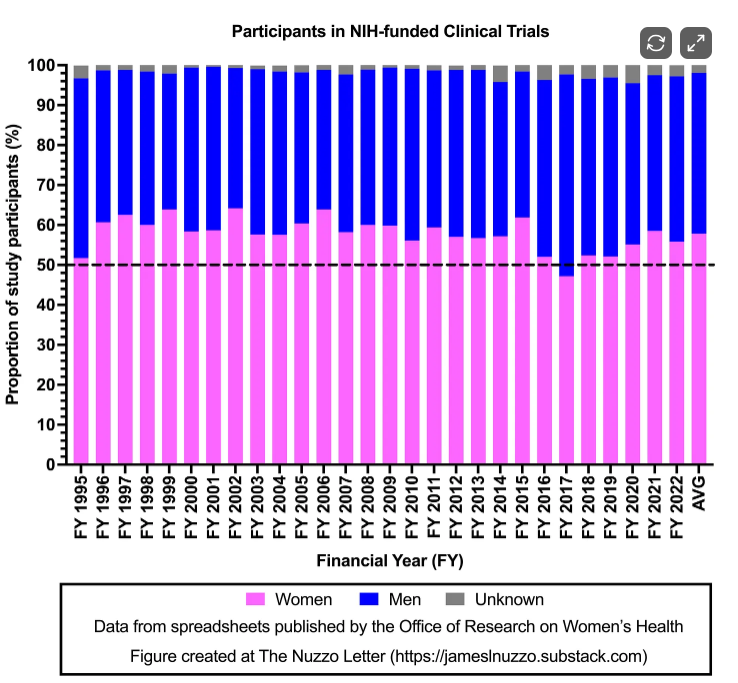 Participants in NIH-funded Clinical Trials
Proportion of study participants (%)
100
90
80
70
60
50
40
30
20
10
0
FY 1995
FY 1996
FY 1997
FY 1998
FY 1999
FY 2000
FY 2001
FY 2002
FY 2003
FY 2004
FY 2005
FY 2006
FY 2007
FY 2008
FY 2009
FY 2010
FY 2011
FY 2012
FY 2013
FY 2014
FY 2015
FY 2016
FY 2017
FY 2018
FY 2019
FY 2020
FY 2021
FY 2022
AVG
Financial Year (FY)
Women Men Unknown
Data from spreadsheets published by the Office of Research on Women’s Health
Figure created at The Nuzzo Letter (https://jameslnuzzo.substack.com)